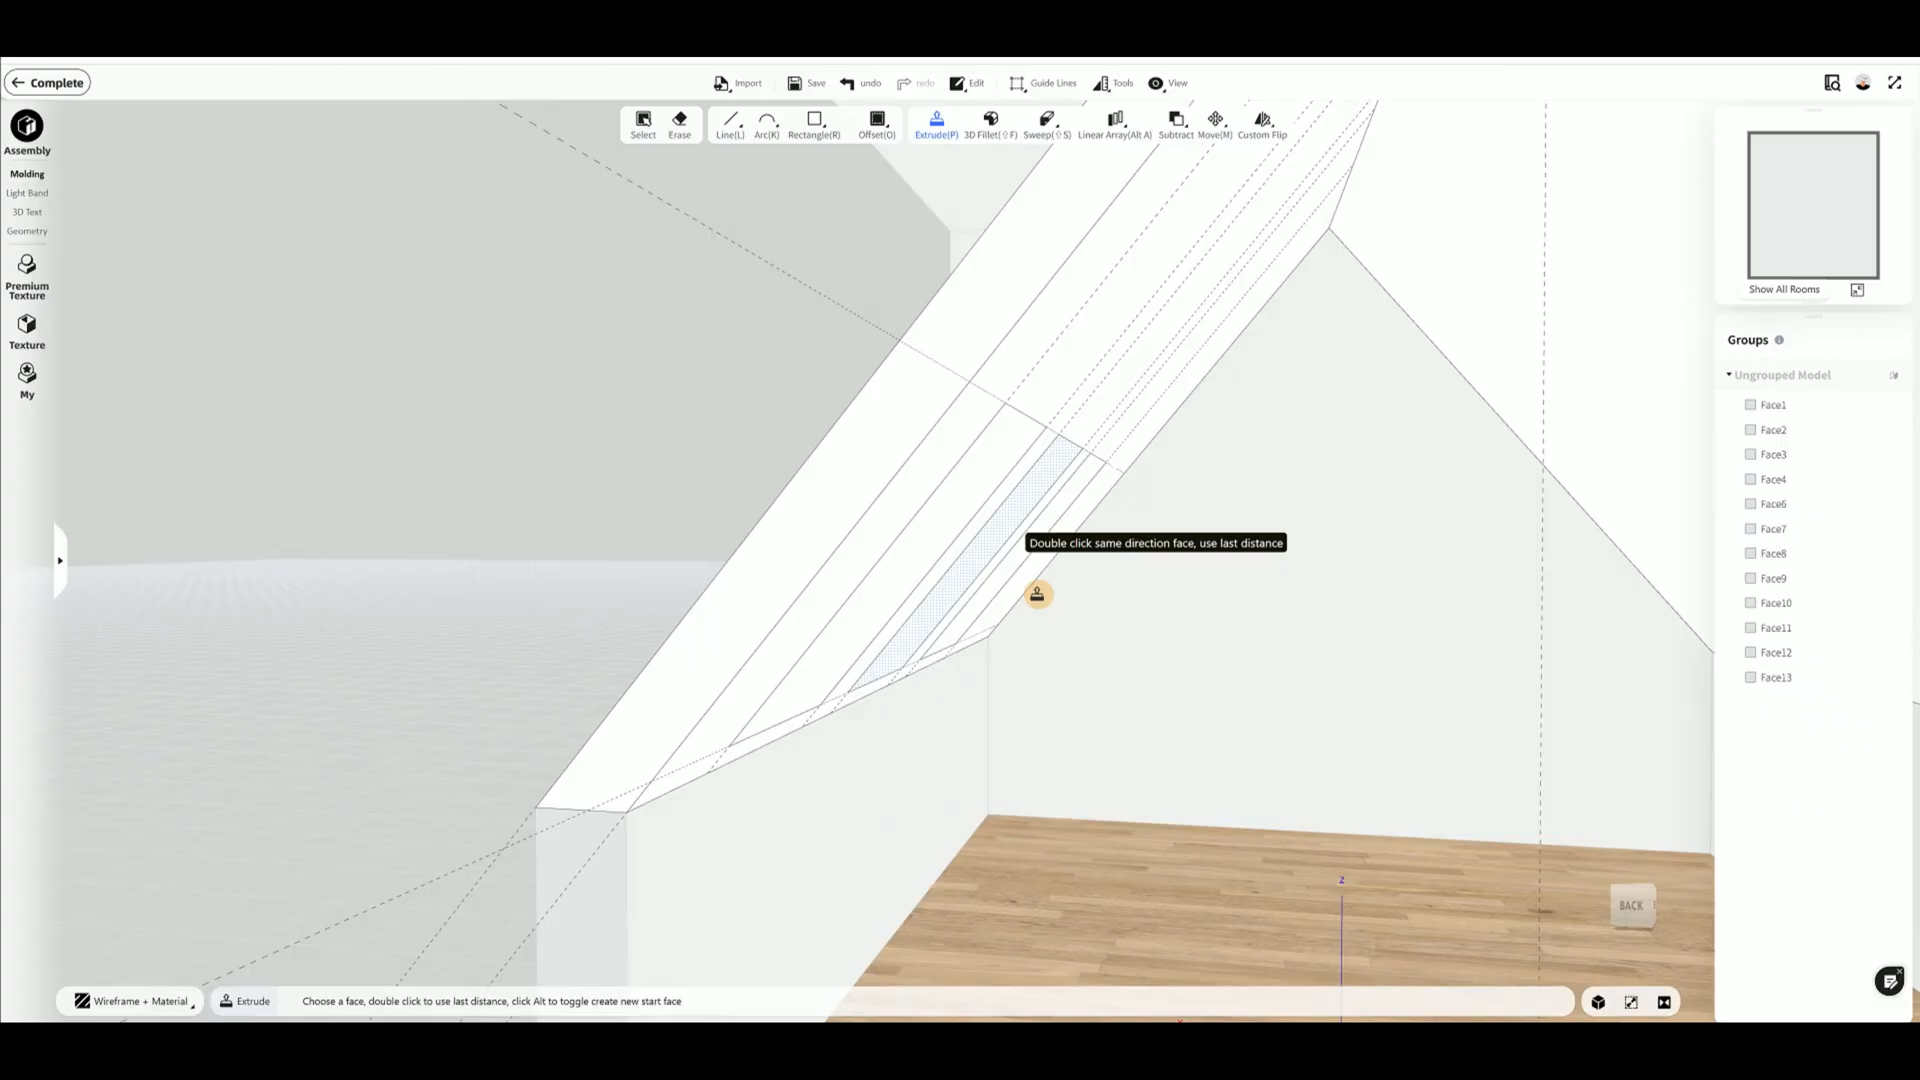 Complete
Import
Save
undo
redo
Edit
Guide Lines
Tools
View
Select
Erase
Line(L)
Arc(K)
Rectangle(R)
Offset(O)
Extrude(P)
3D Fillet(⇧F)
Sweep(⇧S)
Linear Array(Alt A)
Subtract
Move(M)
Custom Flip
Assembly
Molding
Light Band
3D Text
Geometry
Premium
Texture
Texture
My
Show All Rooms
Groups
Ungrouped Model
Face1
Face2
Face3
Face4
Face6
Face7
Face8
Face9
Face10
Face11
Face12
Face13
Double click same direction face, use last distance
Z
BACK
Wireframe + Material
Extrude
Choose a face, double click to use last distance, click Alt to toggle create new start face